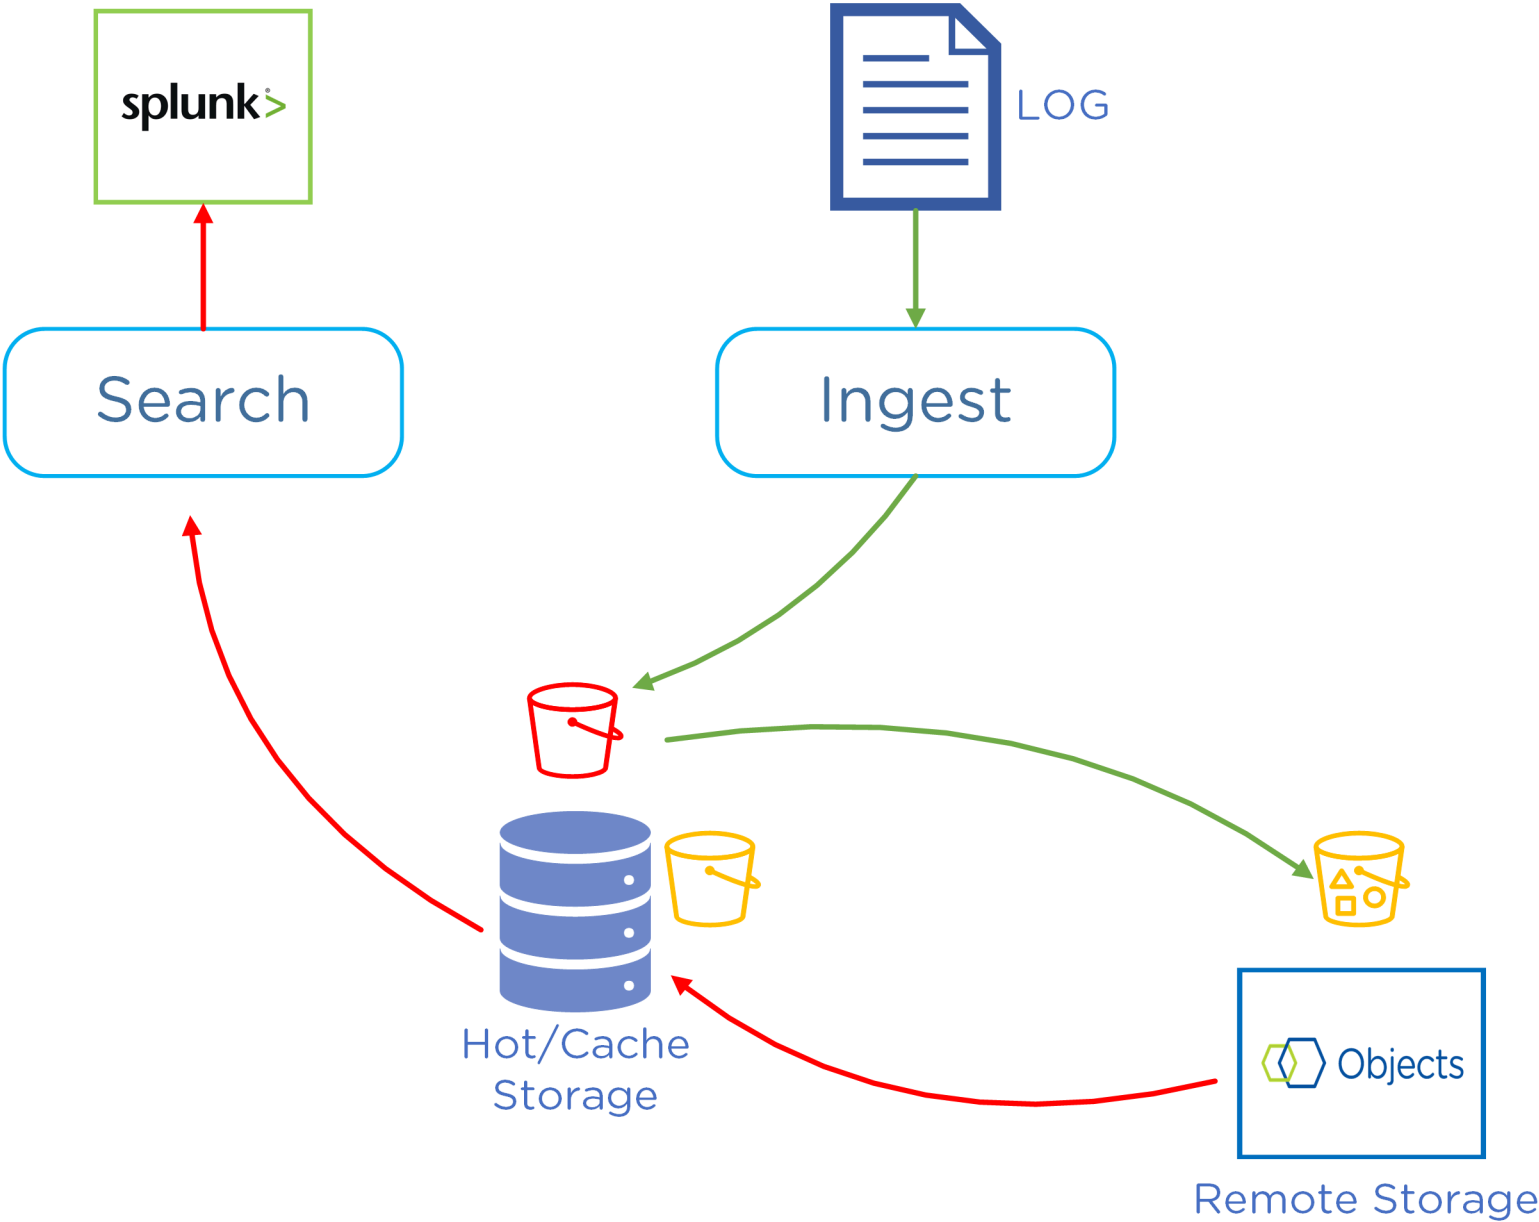 splunk>
LOG
Search
Ingest
Hot/Cache
Storage
Objects
Remote Storage